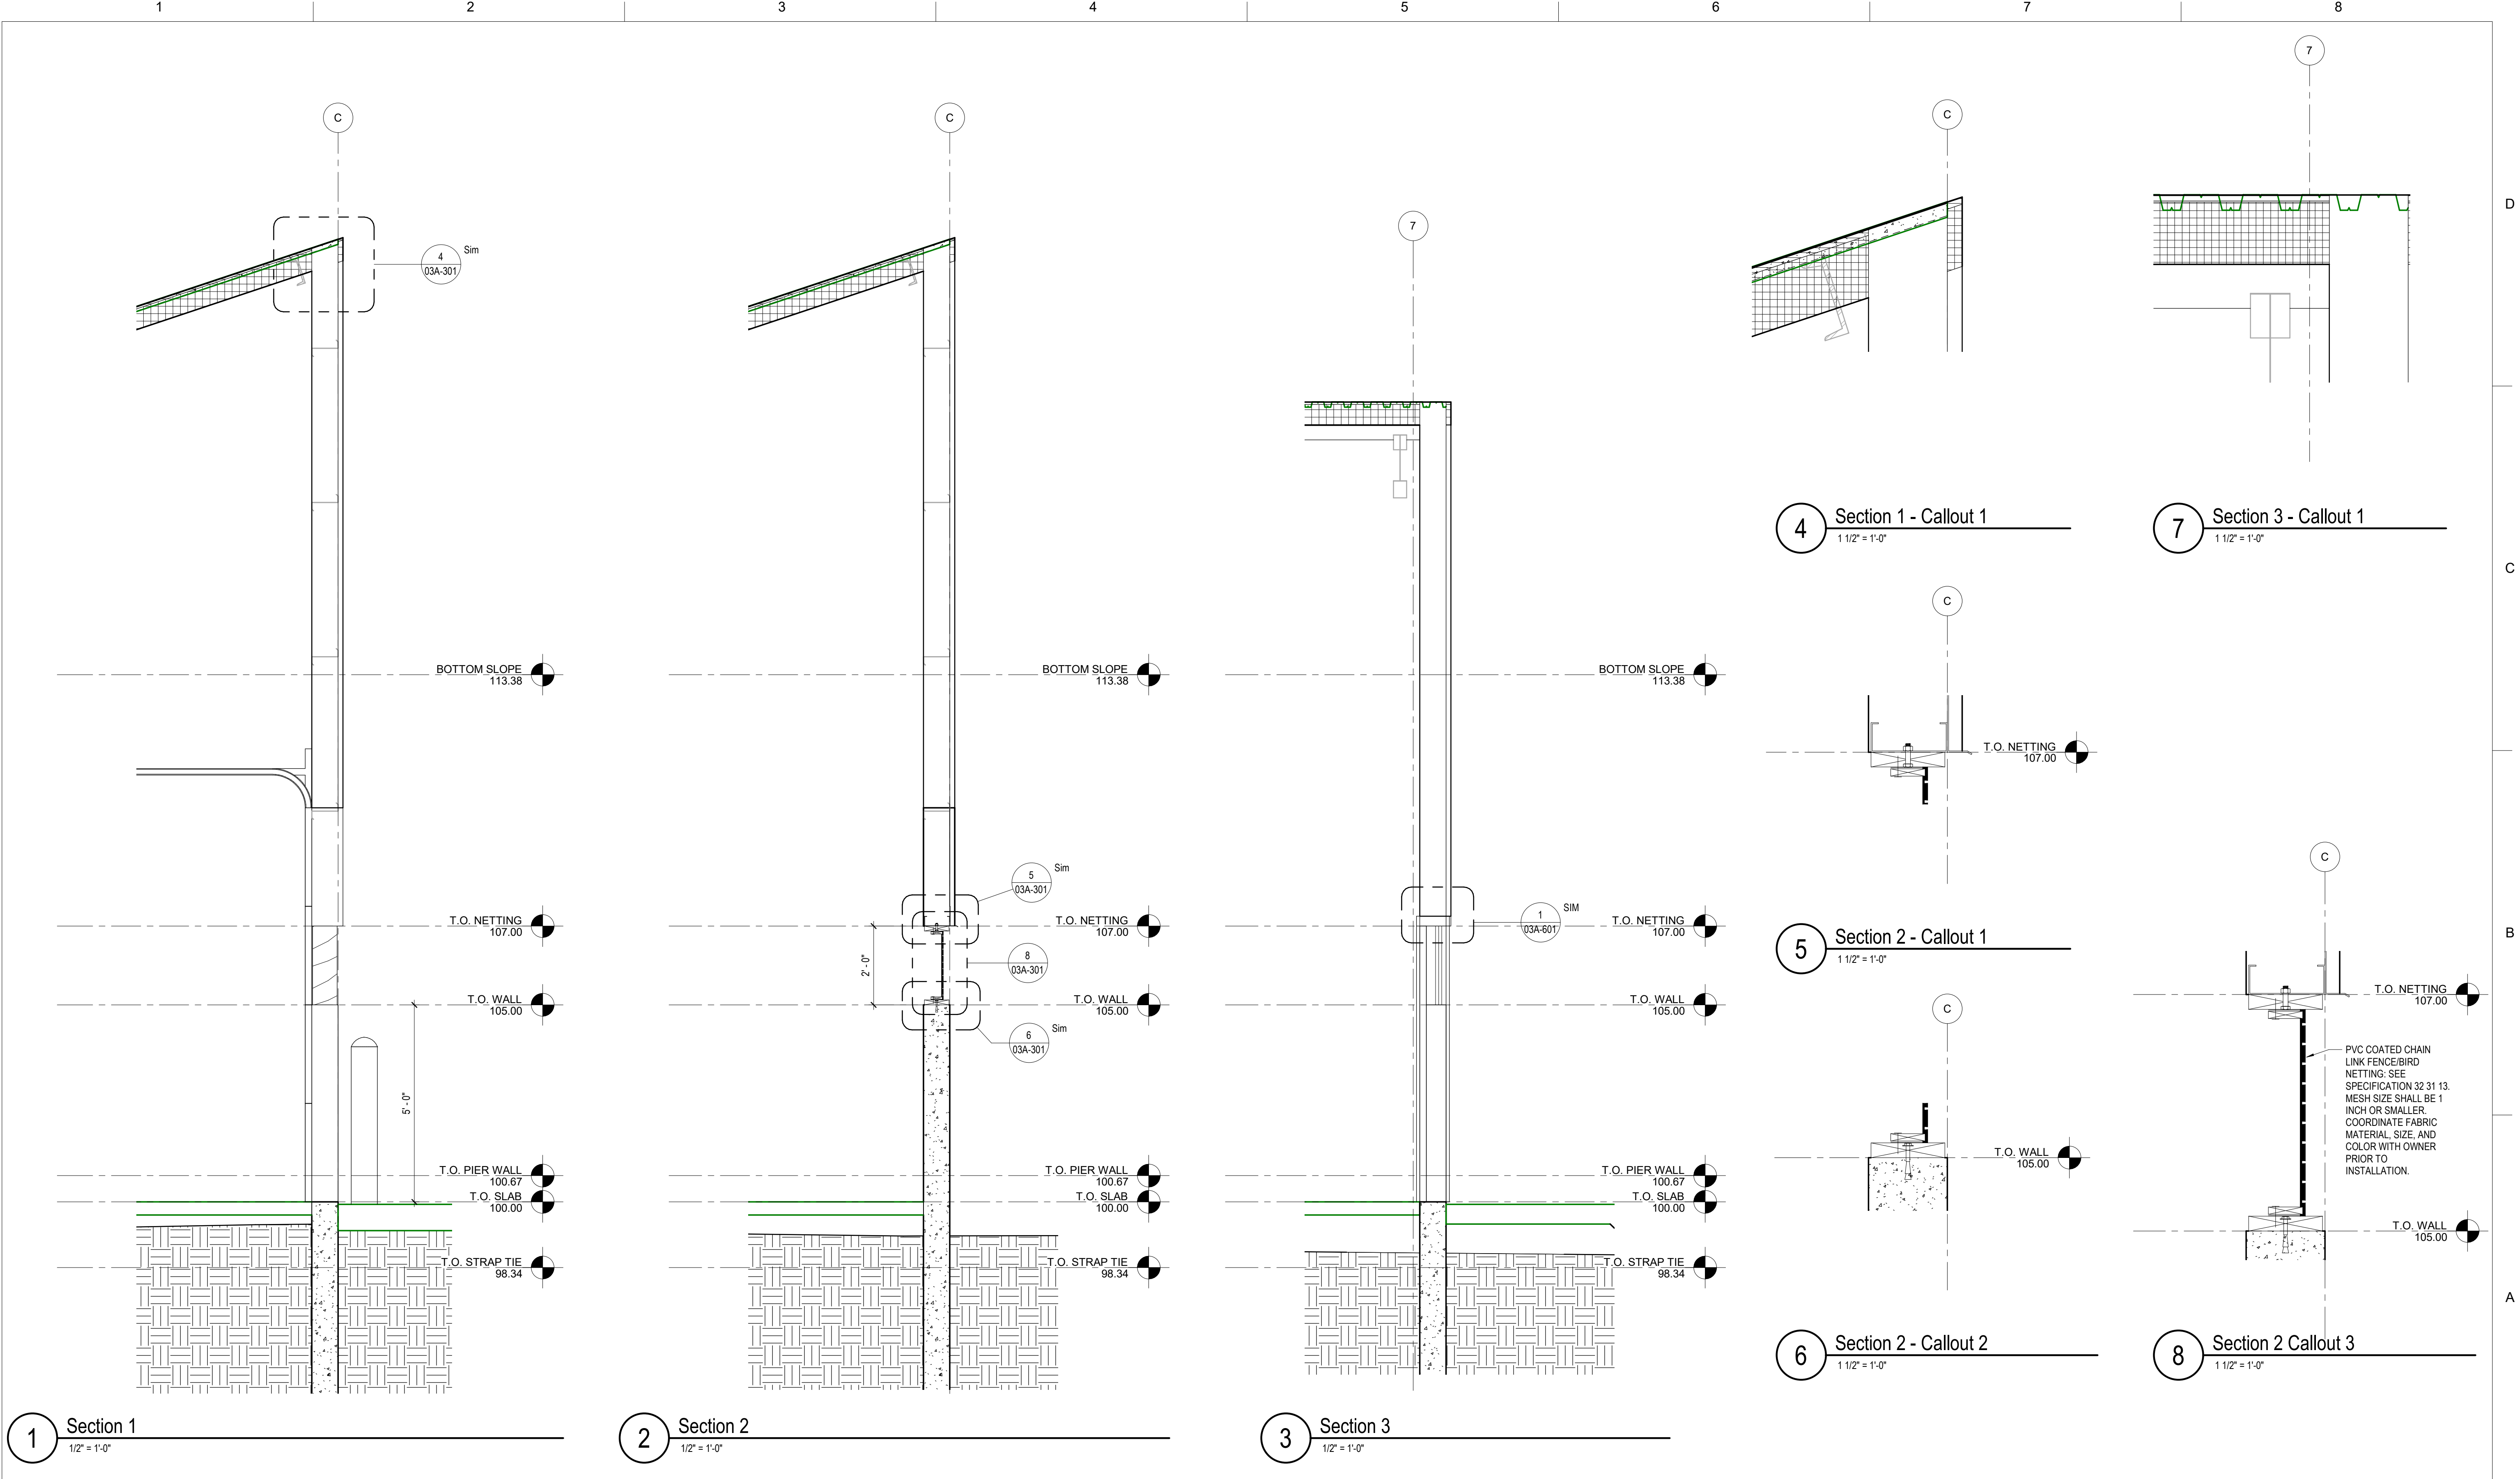 1 2 3 4 5 6 7 8
D
C
B
A
C
4
03A-301
Sim
BOTTOM SLOPE
113.38
T.O. NETTING
107.00
T.O. WALL
105.00
5' - 0"
T.O. PIER WALL
100.67
T.O. SLAB
100.00
T.O. STRAP TIE
98.34
1
Section 1
1/2" = 1'-0"
C
BOTTOM SLOPE
113.38
5
03A-301
Sim
T.O. NETTING
107.00
2' - 0"
8
03A-301
T.O. WALL
105.00
6
03A-301
Sim
T.O. PIER WALL
100.67
T.O. SLAB
100.00
T.O. STRAP TIE
98.34
2
Section 2
1/2" = 1'-0"
7
BOTTOM SLOPE
113.38
1
03A-601
SIM
T.O. NETTING
107.00
T.O. WALL
105.00
T.O. PIER WALL
100.67
T.O. SLAB
100.00
T.O. STRAP TIE
98.34
3
Section 3
1/2" = 1'-0"
C
4
Section 1 - Callout 1
1 1/2" = 1'-0"
7
7
Section 3 - Callout 1
1 1/2" = 1'-0"
C
T.O. NETTING
107.00
5
Section 2 - Callout 1
1 1/2" = 1'-0"
C
T.O. WALL
105.00
6
Section 2 - Callout 2
1 1/2" = 1'-0"
C
T.O. NETTING
107.00
PVC COATED CHAIN
LINK FENCE/BIRD
NETTING: SEE
SPECIFICATION 32 31 13.
MESH SIZE SHALL BE 1
INCH OR SMALLER.
COORDINATE FABRIC
MATERIAL, SIZE, AND
COLOR WITH OWNER
PRIOR TO
INSTALLATION.
T.O. WALL
105.00
8
Section 2 Callout 3
1 1/2" = 1'-0"